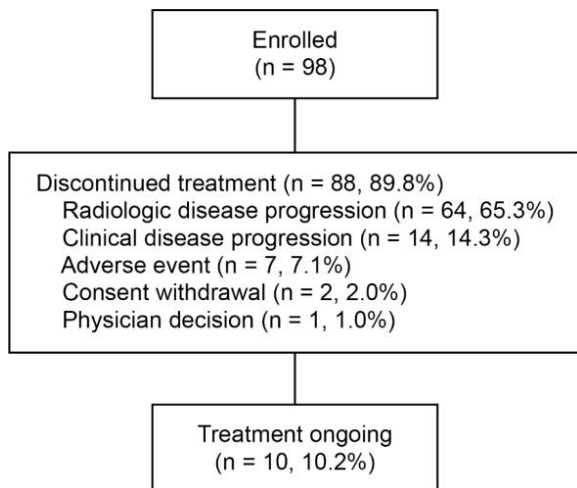 Enrolled
(n = 98)
Discontinued treatment (n = 88, 89.8%)
Radiologic disease progression (n = 64, 65.3%)
Clinical disease progression (n = 14, 14.3%)
Adverse event (n = 7, 7.1%)
Consent withdrawal (n = 2, 2.0%)
Physician decision (n = 1, 1.0%)
Treatment ongoing
(n = 10, 10.2%)